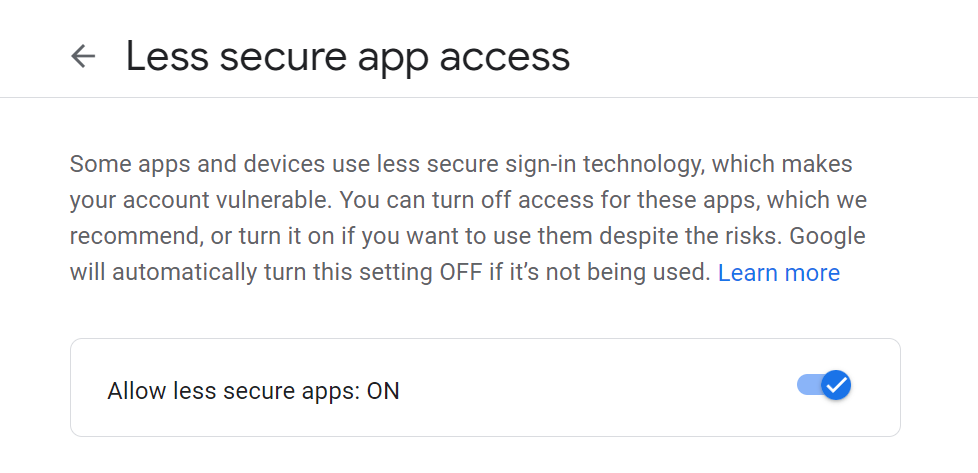 Less secure app access
Some apps and devices use less secure sign-in technology, which makes
your account vulnerable. You can turn off access for these apps, which we
recommend, or turn it on if you want to use them despite the risks. Google
will automatically turn this setting OFF if it’s not being used. Learn more
Allow less secure apps: ON